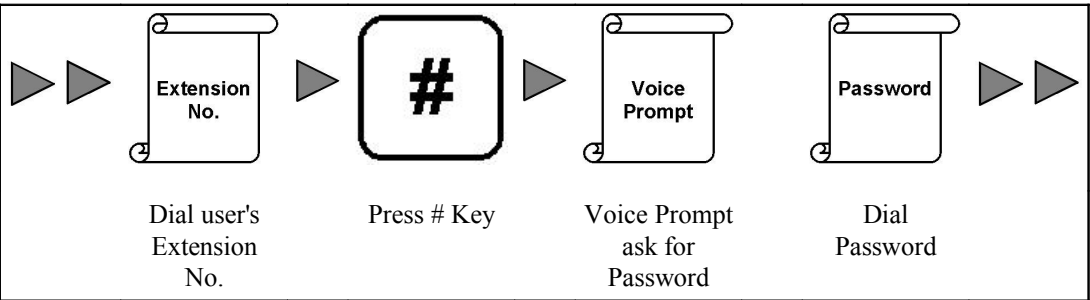 Extension
No.
#
Voice
Prompt
Password
Dial user's
Extension
No.
Press # Key
Voice Prompt
ask for
Password
Dial
Password